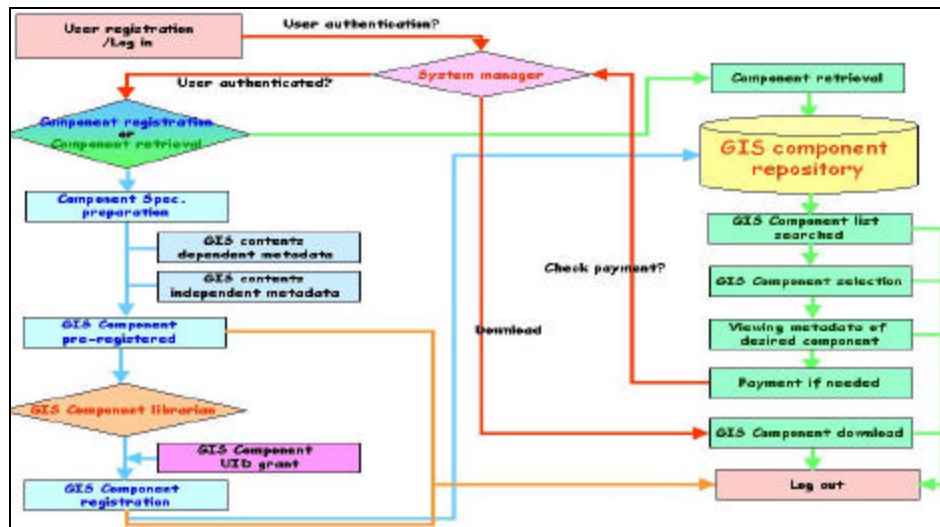 User registration
/Log in
User authentication?
System manager
User authenticated?
Component registration
or
Component retrieval
Component Spec.
preparation
GIS contents
dependent metadata
GIS contents
independent metadata
GIS Component
pre-registered
GIS Component librarian
GIS Component
UID grant
GIS Component
registration
Download
Check payment?
Component retrieval
GIS component
repository
GIS Component list
searched
GIS Component selection
Viewing metadata of
desired component
Payment if needed
GIS Component download
Log out